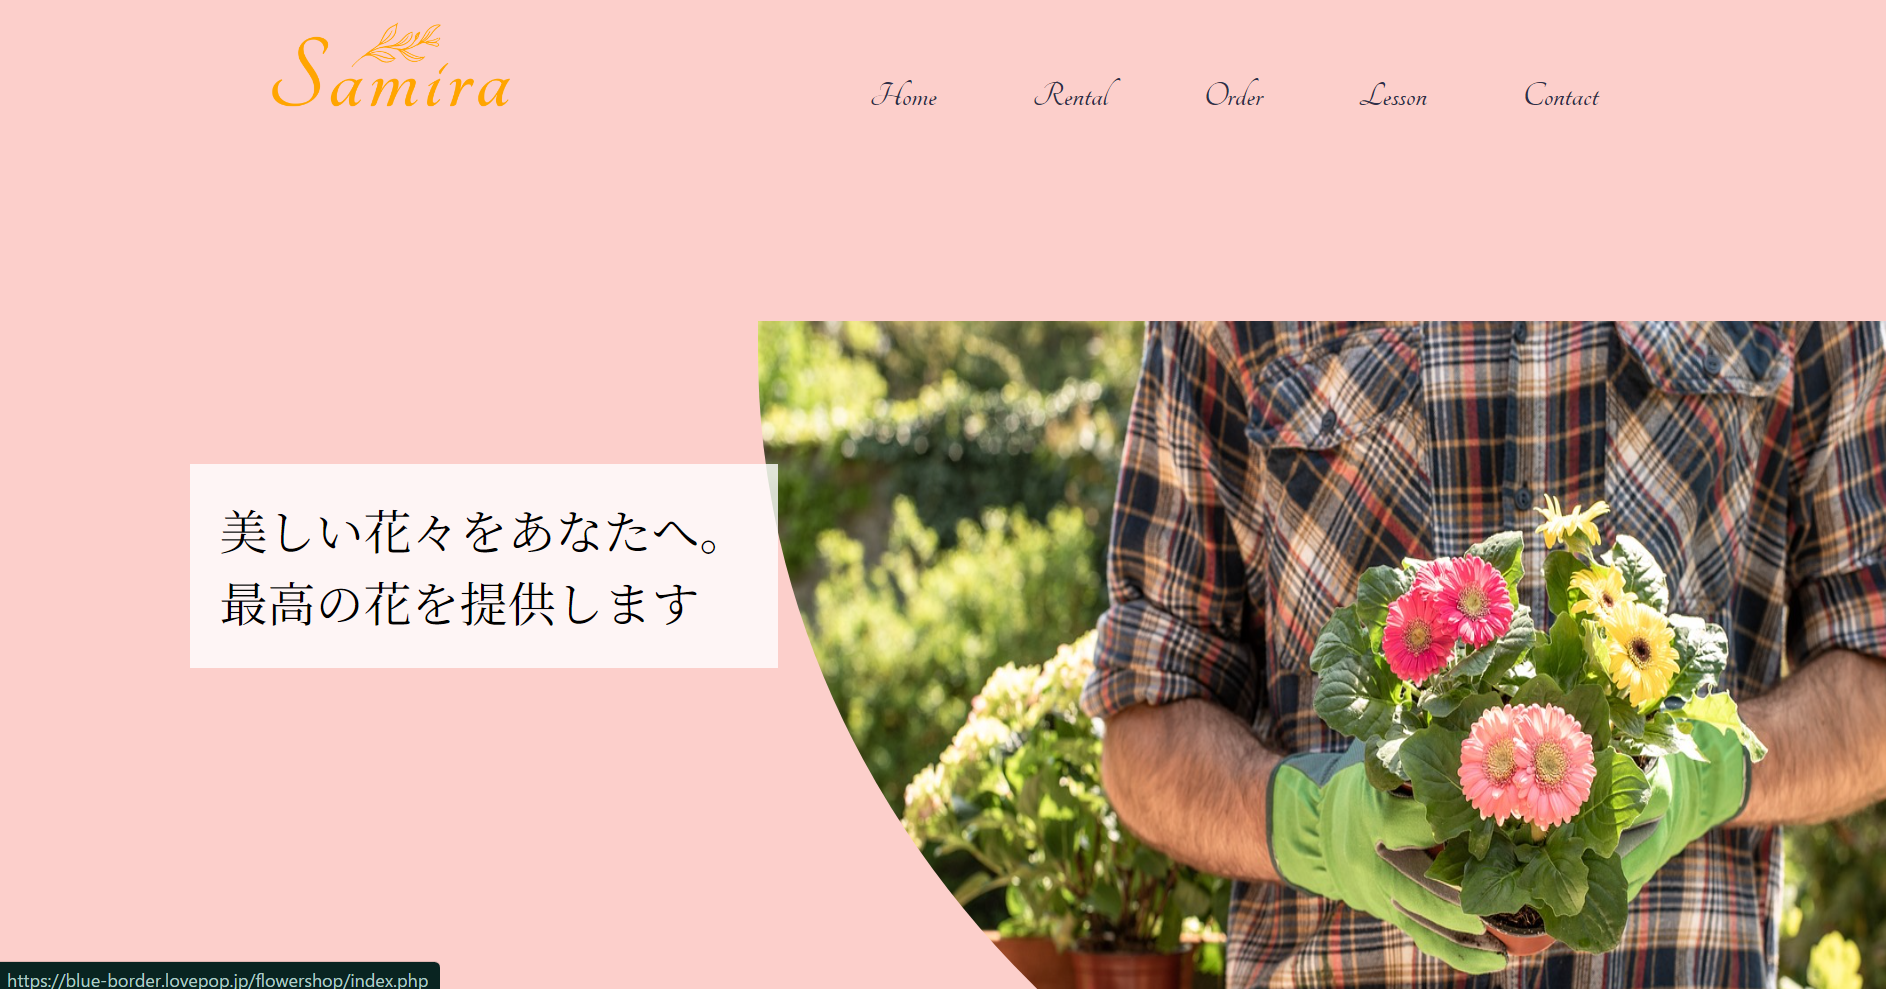 Samira
Home
Rental
Order
Lesson
Contact
美しい花々をあなたへ。
最高の花を提供します
https://blue-border.lovepop.jp/flowershop/index.php